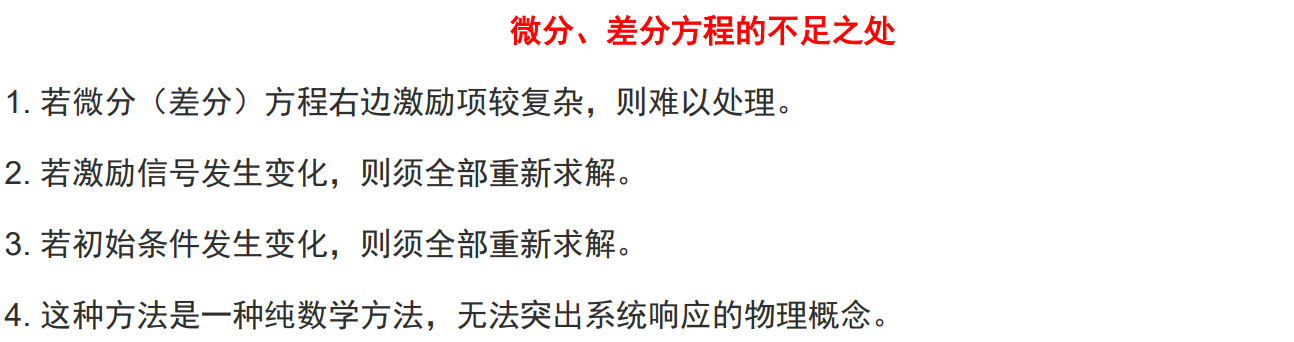 微分、差分方程的不足之处
1. 若微分（差分）方程右边激励项较复杂，则难以处理。
2. 若激励信号发生变化，则须全部重新求解。
3. 若初始条件发生变化，则须全部重新求解。
4. 这种方法是一种纯数学方法，无法突出系统响应的物理概念。